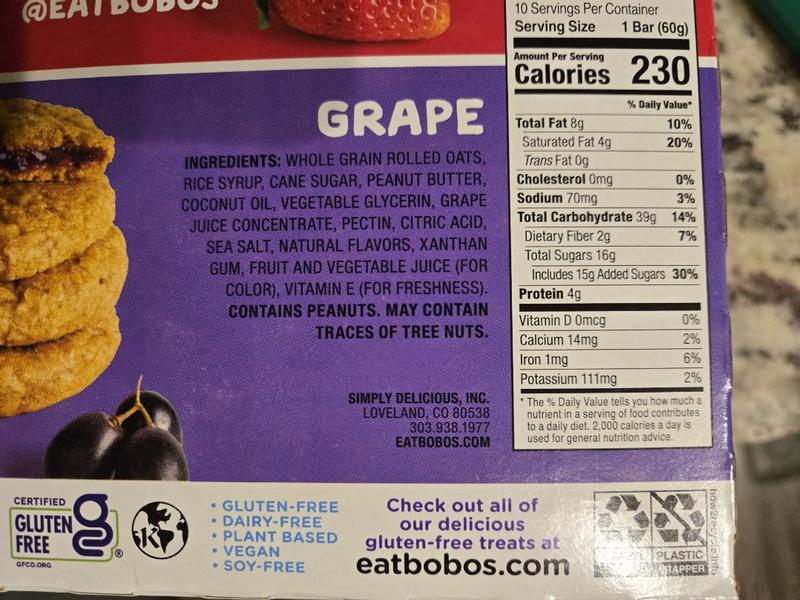 @EATBOBOS
GRAPE
INGREDIENTS: WHOLE GRAIN ROLLED OATS,
RICE SYRUP, CANE SUGAR, PEANUT BUTTER,
COCONUT OIL, VEGETABLE GLYCERIN, GRAPE
JUICE CONCENTRATE, PECTIN, CITRIC ACID,
SEA SALT, NATURAL FLAVORS, XANTHAN
GUM, FRUIT AND VEGETABLE JUICE (FOR
COLOR), VITAMIN E (FOR FRESHNESS).
CONTAINS PEANUTS. MAY CONTAIN
TRACES OF TREE NUTS.
SIMPLY DELICIOUS, INC.
LOVELAND, CO 80538
303.938.1977
EATBOBOS.COM
10 Servings Per Container
Serving Size 1 Bar (60g)
Amount Per Serving
Calories 230
% Daily Value*
Total Fat 8g 10%
Saturated Fat 4g 20%
Trans Fat 0g
Cholesterol 0mg 0%
Sodium 70mg 3%
Total Carbohydrate 39g 14%
Dietary Fiber 2g 7%
Total Sugars 16g
Includes 15g Added Sugars 30%
Protein 4g
Vitamin D 0mcg 0%
Calcium 14mg 2%
Iron 1mg 6%
Potassium 111mg 2%
* The % Daily Value tells you how much a
nutrient in a serving of food contributes
to a daily diet. 2,000 calories a day is
used for general nutrition advice.
CERTIFIED
GLUTEN
FREE
GFCO.ORG
®
K
• GLUTEN-FREE
• DAIRY-FREE
• PLANT BASED
• VEGAN
• SOY-FREE
Check out all of
our delicious
gluten-free treats at
eatbobos.com
PLASTIC
WRAPPER